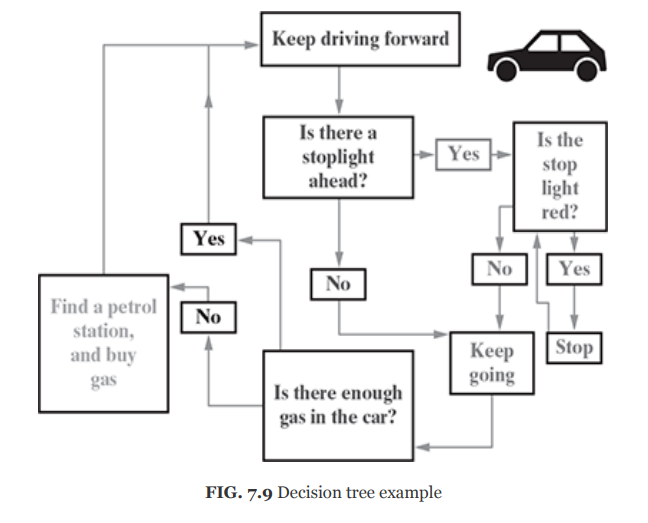 Keep driving forward
Is there a
stoplight
ahead?
Yes
Is the
stop
light
red?
Yes
No
No
Yes
Find a petrol
station,
and buy
gas
No
Keep
going
Stop
Is there enough
gas in the car?
FIG. 7.9 Decision tree example